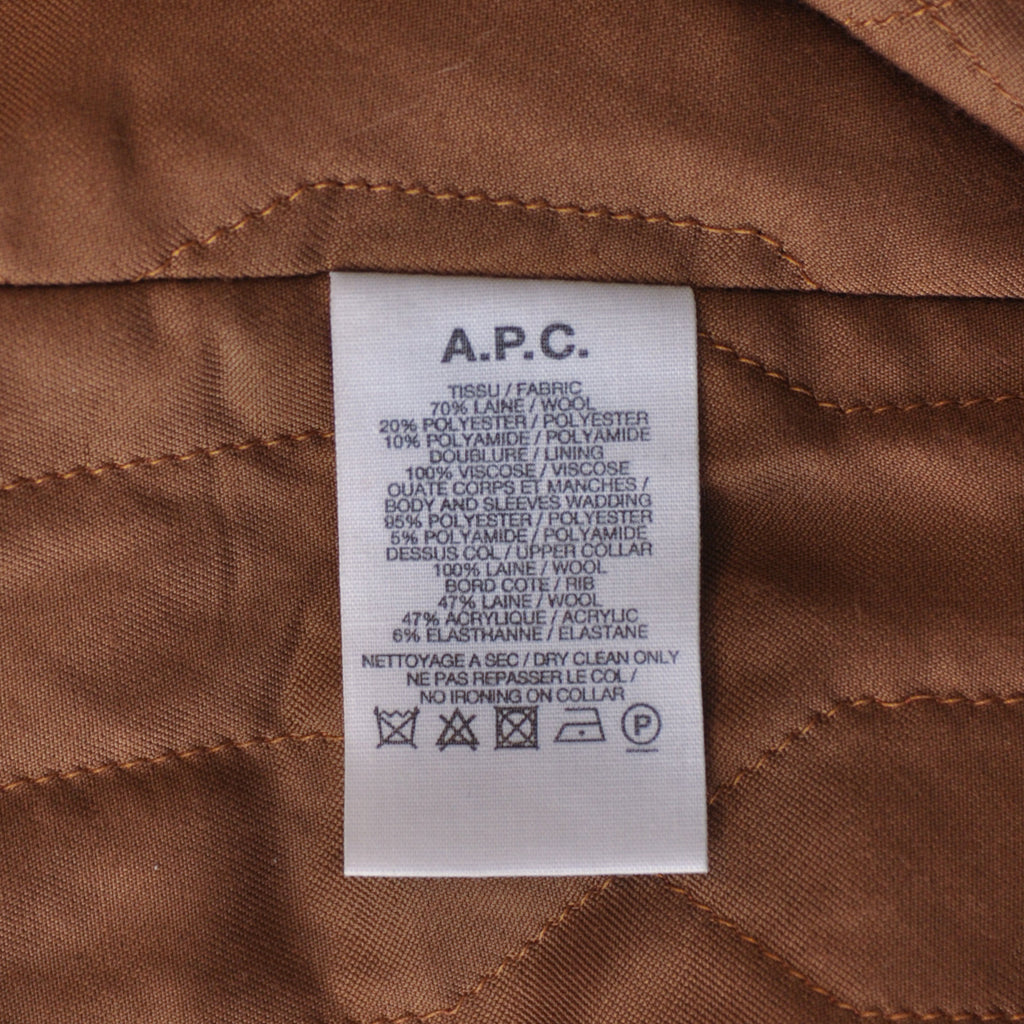 A.P.C.
TISSU / FABRIC
70% LAINE / WOOL
20% POLYESTER / POLYESTER
10% POLYAMIDE / POLYAMIDE
DOUBLURE / LINING
100% VISCOSE / VISCOSE
OUATE CORPS ET MANCHES /
BODY AND SLEEVES WADDING
95% POLYESTER / POLYESTER
5% POLYAMIDE / POLYAMIDE
DESSUS COL / UPPER COLLAR
100% LAINE / WOOL
BORD COTE / RIB
47% LAINE / WOOL
47% ACRYLIQUE / ACRYLIC
6% ELASTHANNE / ELASTANE
NETTOYAGE A SEC / DRY CLEAN ONLY
NE PAS REPASSER LE COL /
NO IRONING ON COLLAR
P